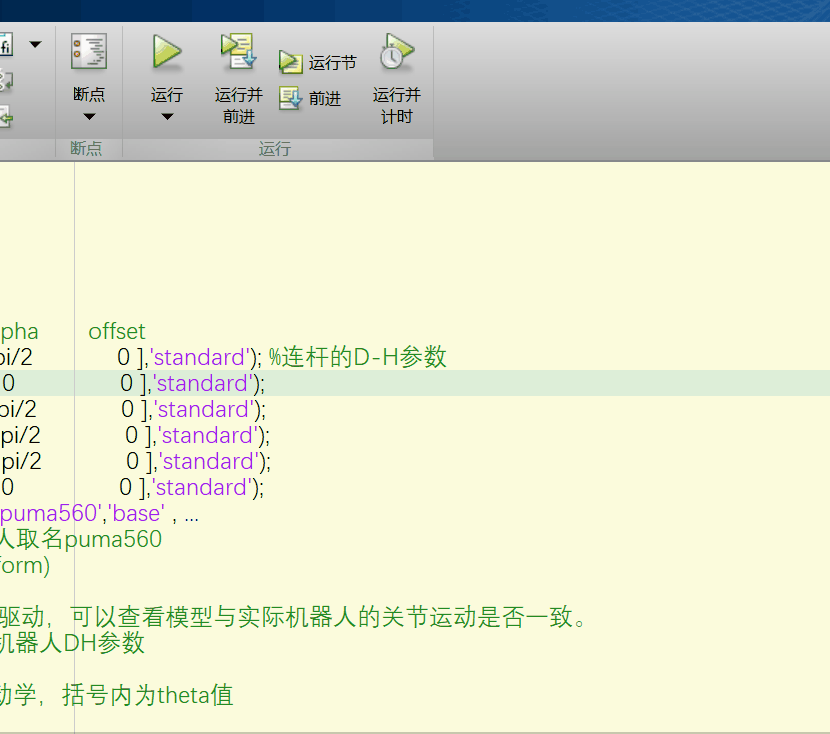 fi
断点
运行
运行并
前进
运行节
前进
运行并
计时
断点
运行
pha offset
pi/2 0 ],'standard'); %连杆的D-H参数
0 0 ],'standard');
pi/2 0 ],'standard');
pi/2 0 ],'standard');
pi/2 0 ],'standard');
0 0 ],'standard');
puma560','base' , ...
人取名puma560
form)
驱动，可以查看模型与实际机器人的关节运动是否一致。
机器人DH参数
动学，括号内为theta值